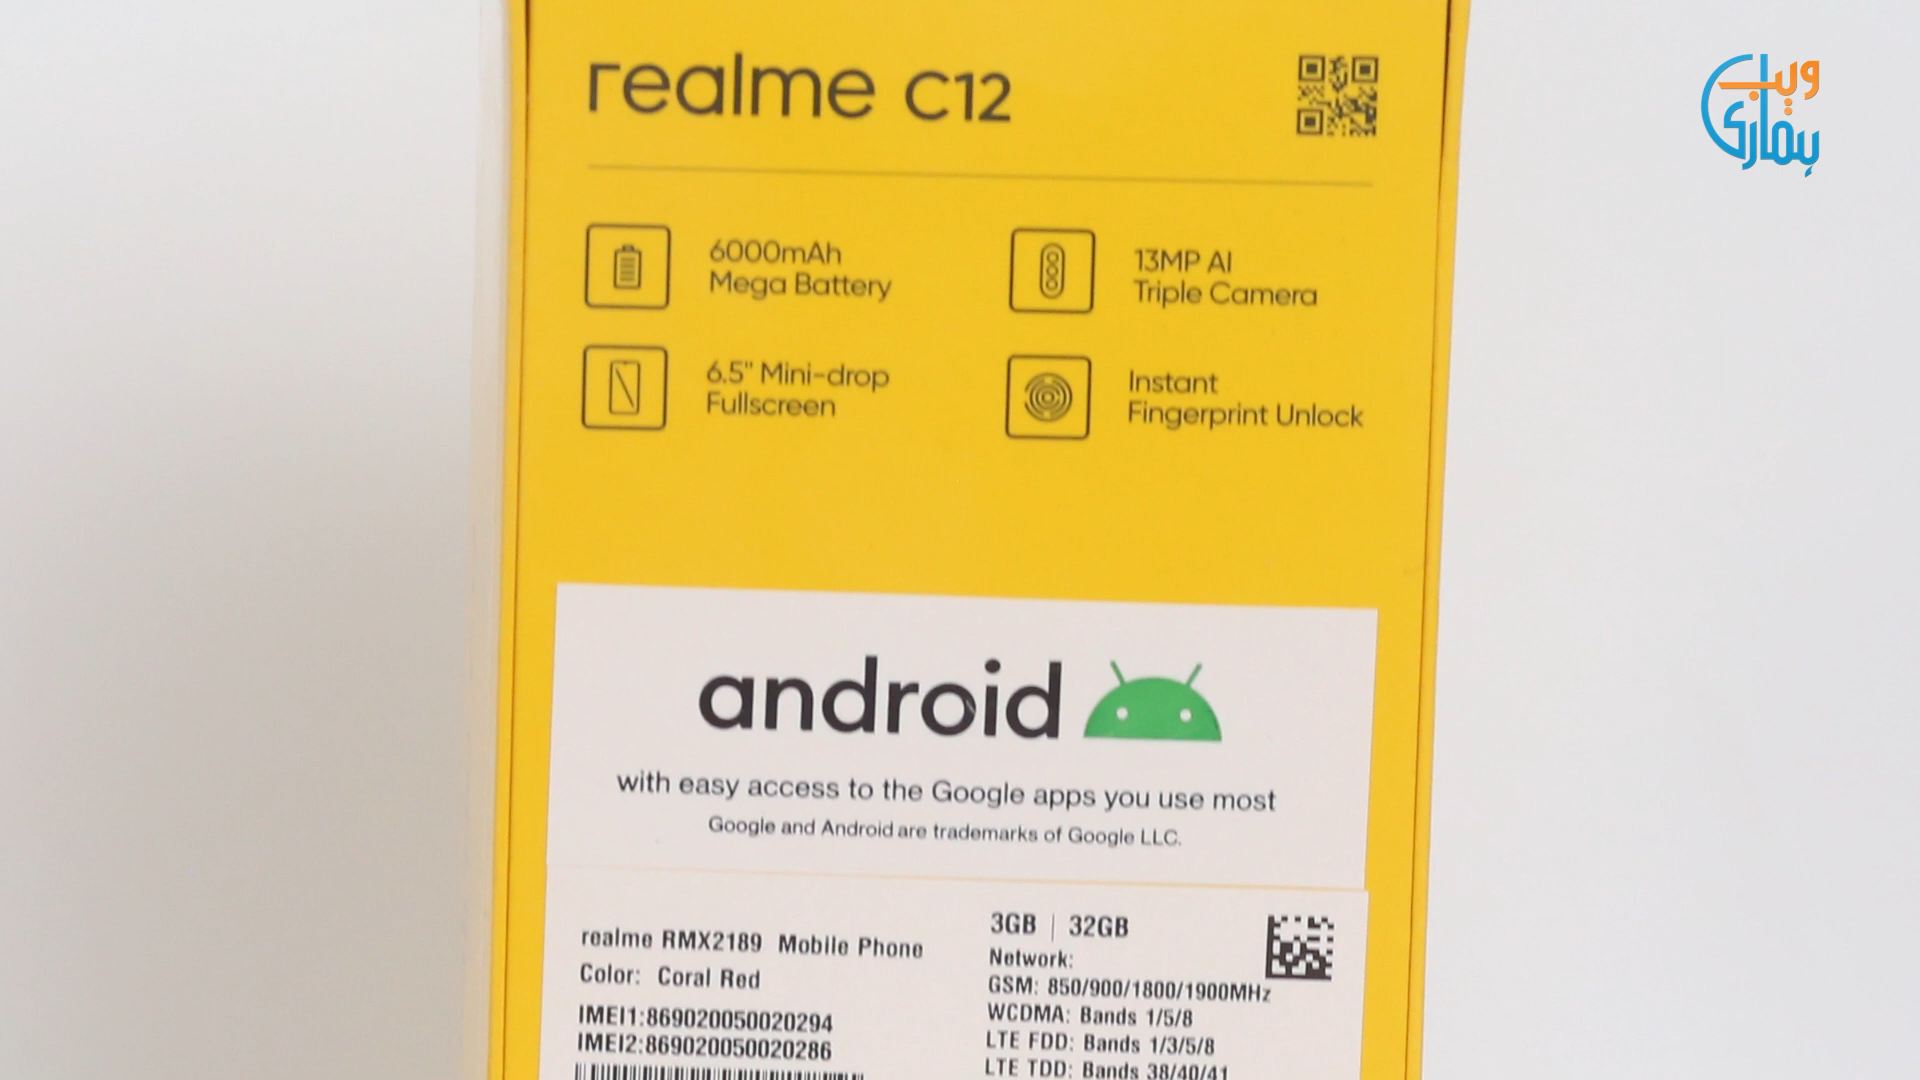 realme C12
ویب
بیماری
6000mAh
Mega Battery
13MP AI
Triple Camera
6.5" Mini-drop
Fullscreen
Instant
Fingerprint Unlock
android
with easy access to the Google apps you use most
Google and Android are trademarks of Google LLC.
realme RMX2189 Mobile Phone
Color: Coral Red
IMEI1:869020050020294
IMEI2:869020050020286
3GB | 32GB
Network:
GSM: 850/900/1800/1900MHz
WCDMA: Bands 1/5/8
LTE FDD: Bands 1/3/5/8
LTE TDD: Bands 38/40/41